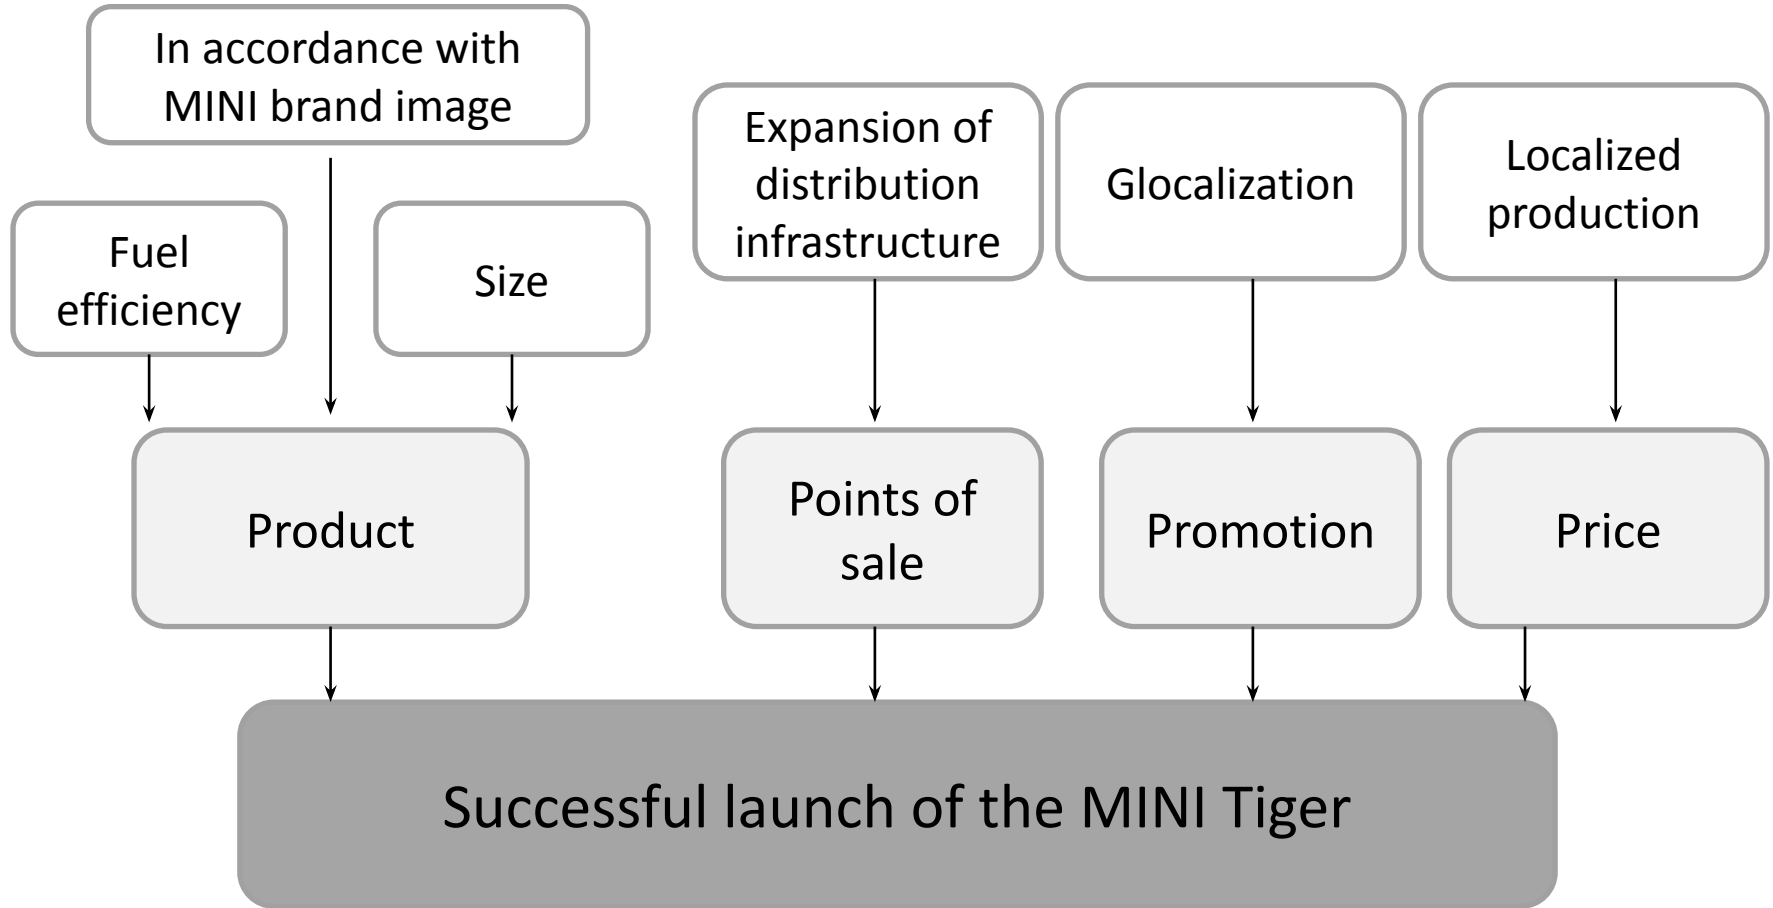 In accordance with
MINI brand image
Fuel
efficiency
Size
Expansion of
distribution
infrastructure
Glocalization
Localized
production
Product
Points of
sale
Promotion
Price
Successful launch of the MINI Tiger